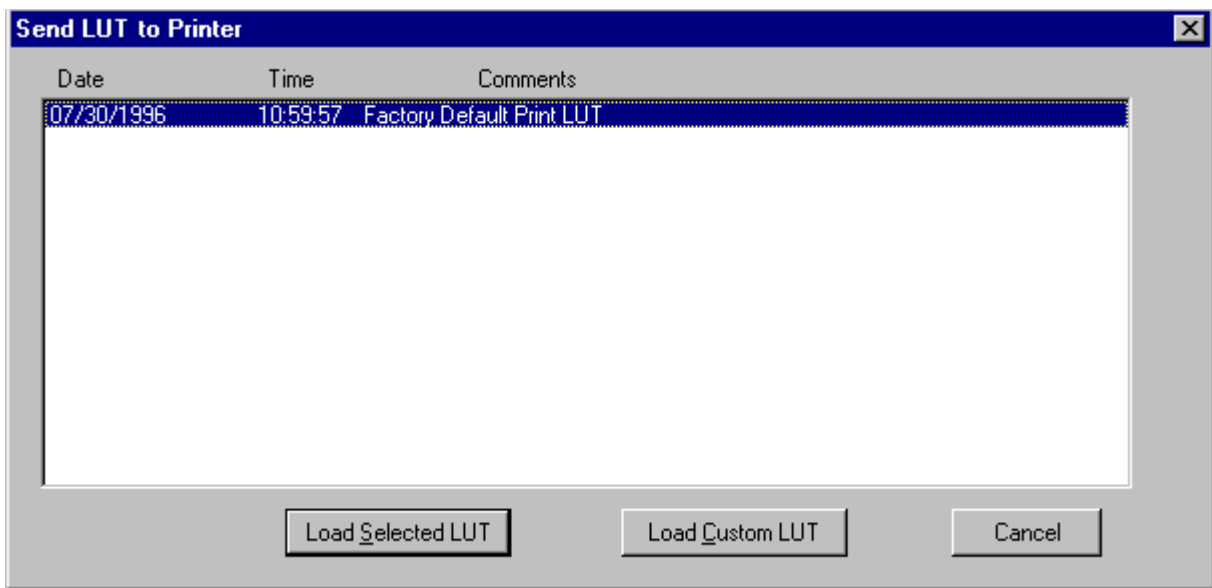 Send LUT to Printer
Date Time Comments
07/30/1996 10:59:57 Factory Default Print LUT
Load Selected LUT Load Custom LUT Cancel